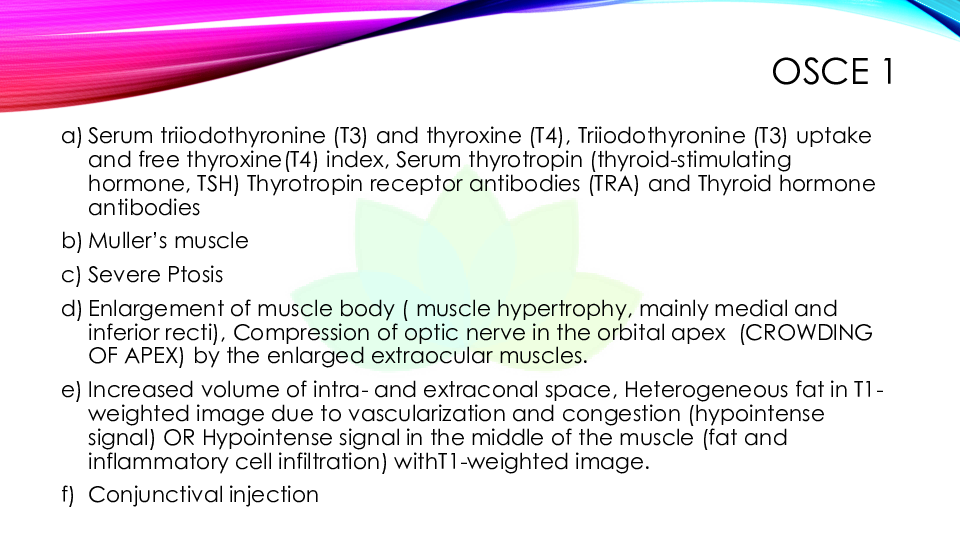 OSCE 1
a) Serum triiodothyronine (T3) and thyroxine (T4), Triiodothyronine (T3) uptake
and free thyroxine(T4) index, Serum thyrotropin (thyroid-stimulating
hormone, TSH) Thyrotropin receptor antibodies (TRA) and Thyroid hormone
antibodies
b) Muller’s muscle
c) Severe Ptosis
d) Enlargement of muscle body ( muscle hypertrophy, mainly medial and
inferior recti), Compression of optic nerve in the orbital apex (CROWDING
OF APEX) by the enlarged extraocular muscles.
e) Increased volume of intra- and extraconal space, Heterogeneous fat in T1-
weighted image due to vascularization and congestion (hypointense
signal) OR Hypointense signal in the middle of the muscle (fat and
inflammatory cell infiltration) withT1-weighted image.
f) Conjunctival injection